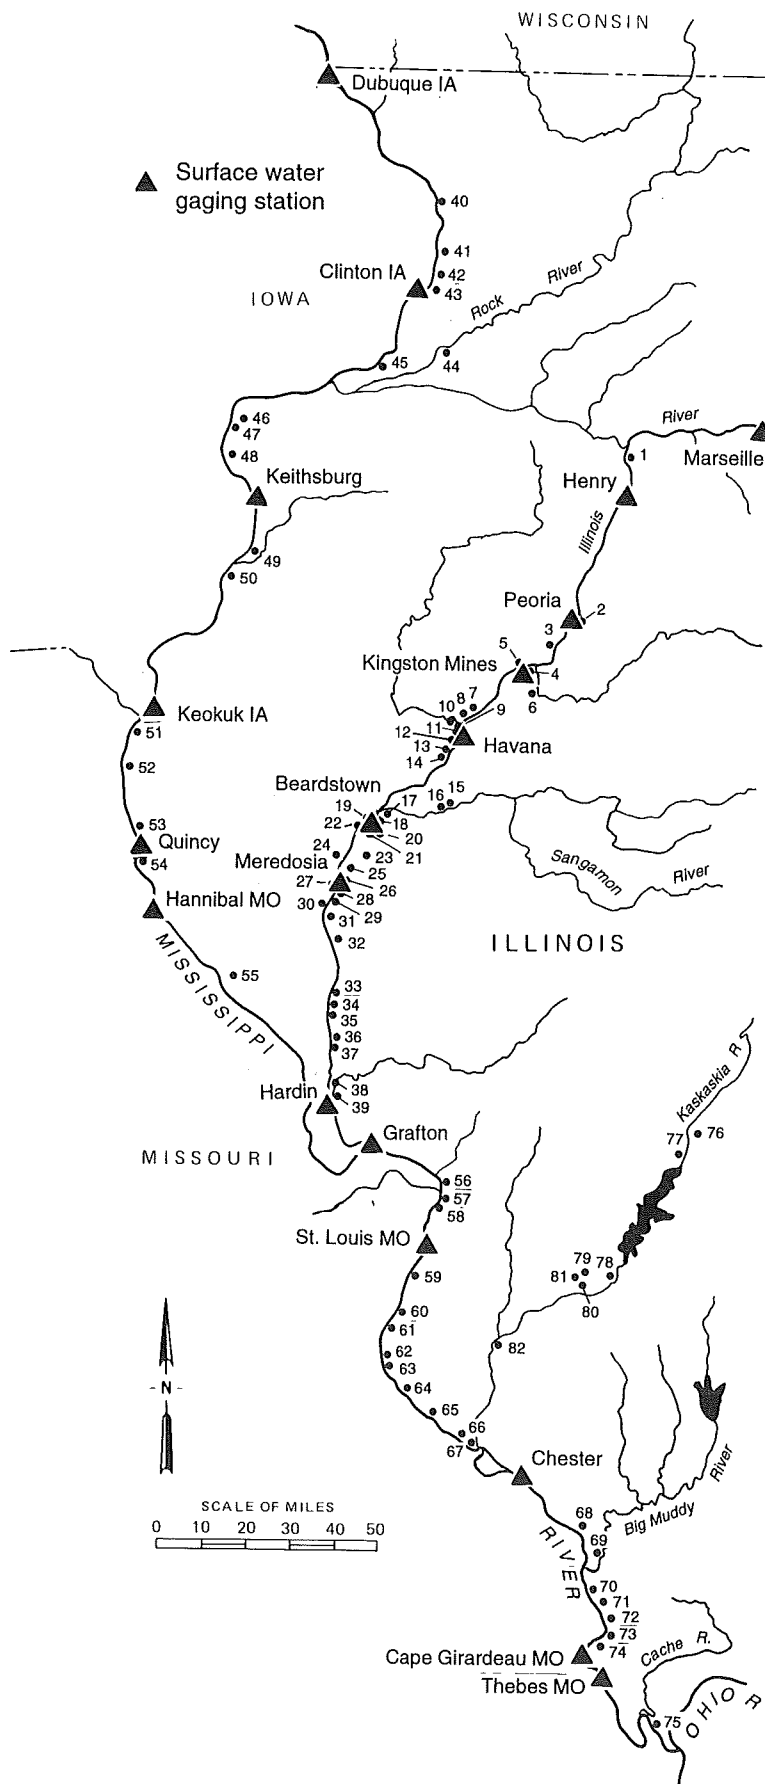 WISCONSIN
Dubuque IA
Surface water
gaging station
40
41
Clinton IA
42
43
River
IOWA
Rock
45
44
46
47
River
48
1
Marseille
Keithsburg
Henry
Illinois
49
50
Peoria
2
3
5
Kingston Mines
4
6
7
8
10
9
Keokuk IA
11
51
12
Havana
13
14
52
Beardstown
15
17
16
19
53
22
18
20
Quincy
21
24
23
54
Meredosia
25
27
26
Hannibal MO
28
30
29
31
Sangamon
River
32
ILLINOIS
MISSISSIPPI
55
33
34
35
36
37
Kaskaskia R
Hardin
38
39
76
77
Grafton
MISSOURI
56
57
58
St. Louis MO
59
79
78
81
80
60
61
82
62
63
64
N
65
66
67
Chester
River
SCALE OF MILES
0 10 20 30 40 50
68
Big Muddy
69
RIVER
70
71
72
73
74
Cape Girardeau MO
Cache R.
Thebes MO
75
OHIO R